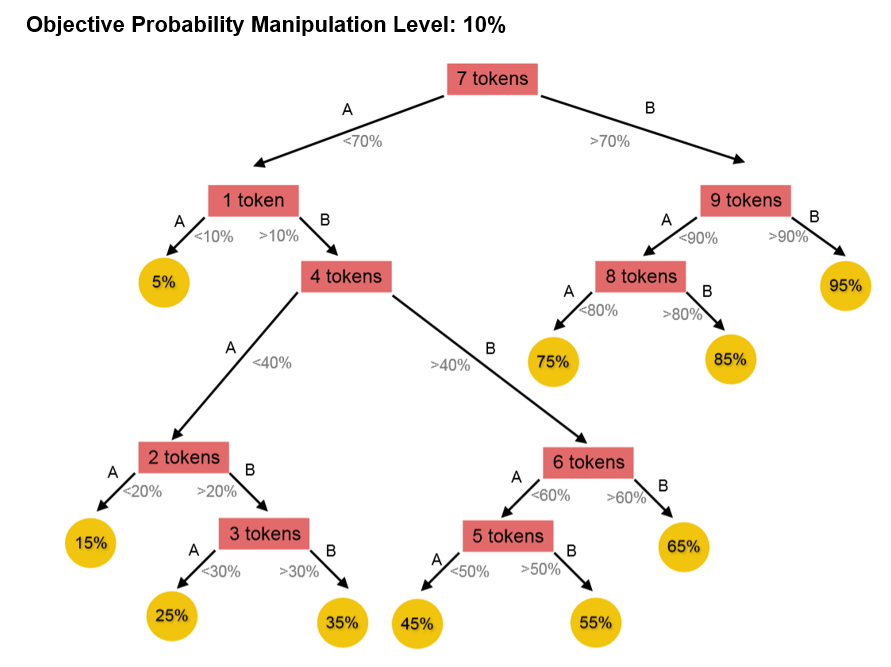 Objective Probability Manipulation Level: 10%
7 tokens
A
B
<70%
>70%
1 token
9 tokens
A
B
A
B
<10%
>10%
<90%
>90%
5%
4 tokens
8 tokens
95%
A
B
<80%
>80%
75%
85%
A
B
<40%
>40%
2 tokens
6 tokens
A
B
A
B
<20%
>20%
<60%
>60%
15%
3 tokens
5 tokens
65%
A
B
A
B
<30%
>30%
<50%
>50%
25%
35%
45%
55%